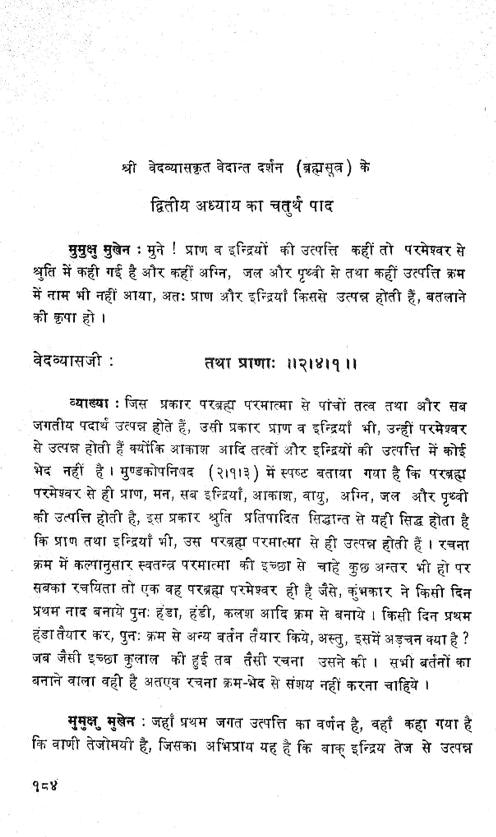 श्री वेदव्यासकृत वेदान्त दर्शन (ब्रह्मसूत्र) के
द्वितीय अध्याय का चतुर्थ पाद
मुमुक्षु मुखेन : मुने ! प्राण व इन्द्रियों की उत्पत्ति कहीं तो परमेश्वर से
श्रुति में कही गई है और कहीं अग्नि, जल और पृथ्वी से तथा कहीं उत्पत्ति क्रम
में नाम भी नहीं आया, अतः प्राण और इन्द्रियाँ किससे उत्पन्न होती हैं, बतलाने
की कृपा हो ।
वेदव्यासजी : तथा प्राणाः ॥२।४।१॥
व्याख्या : जिस प्रकार परब्रह्म परमात्मा से पांचों तत्व तथा और सब
जगतीय पदार्थ उत्पन्न होते हैं, उसी प्रकार प्राण व इन्द्रियाँ भी, उन्हीं परमेश्वर
से उत्पन्न होती हैं क्योंकि आकाश आदि तत्वों और इन्द्रियों की उत्पत्ति में कोई
भेद नहीं है । मुण्डकोपनिषद (२।१।३) में स्पष्ट बताया गया है कि परब्रह्म
परमेश्वर से ही प्राण, मन, सब इन्द्रियाँ, आकाश, वायु, अग्नि, जल और पृथ्वी
की उत्पत्ति होती है, इस प्रकार श्रुति प्रतिपादित सिद्धान्त से यही सिद्ध होता है
कि प्राण तथा इन्द्रियाँ भी, उस परब्रह्म परमात्मा से ही उत्पन्न होती हैं । रचना
क्रम में कल्पानुसार स्वतन्त्र परमात्मा की इच्छा से चाहे कुछ अन्तर भी हो पर
सबका रचयिता तो एक वह परब्रह्म परमेश्वर ही है जैसे, कुंभकार ने किसी दिन
प्रथम नाद बनाये पुनः हंडा, हंडी, कलश आदि क्रम से बनाये । किसी दिन प्रथम
हंडा तैयार कर, पुनः क्रम से अन्य बर्तन तैयार किये, अस्तु, इसमें अड़चन क्या है ?
जब जैसी इच्छा कुलाल की हुई तब तैसी रचना उसने की । सभी बर्तनों का
बनाने वाला वही है अतएव रचना क्रम-भेद से संशय नहीं करना चाहिये ।
मुमुक्षु मुखेन : जहाँ प्रथम जगत उत्पत्ति का वर्णन है, वहाँ कहा गया है
कि वाणी तेजोमयी है, जिसका अभिप्राय यह है कि वाक् इन्द्रिय तेज से उत्पन्न
१८४